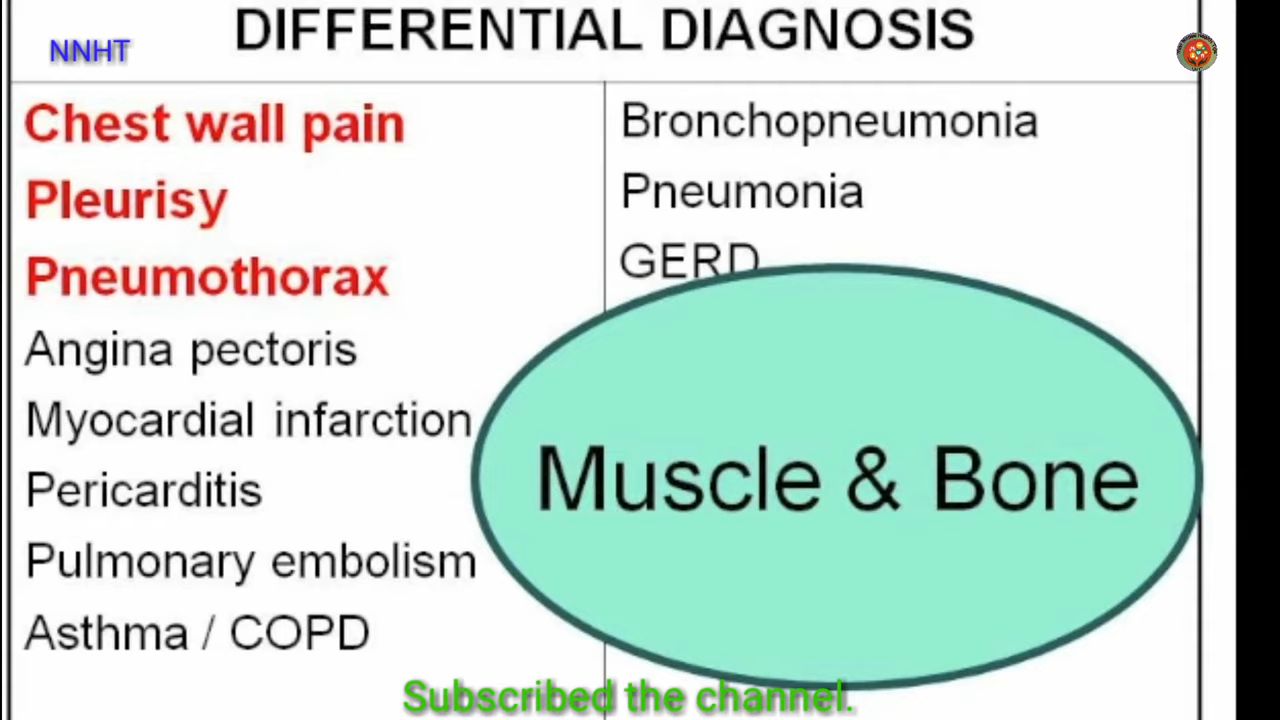 DIFFERENTIAL DIAGNOSIS
NNHT
Chest wall pain
Pleurisy
Pneumothorax
Angina pectoris
Myocardial infarction
Pericarditis
Pulmonary embolism
Asthma / COPD
Bronchopneumonia
Pneumonia
GERD
Muscle & Bone
Subscribed the channel.